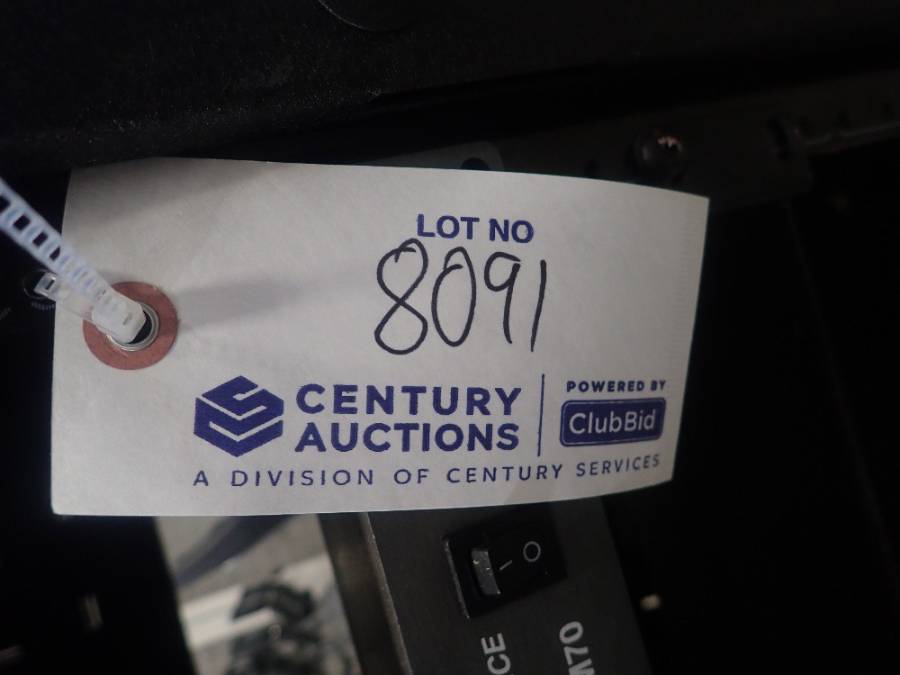 LOT NO
8091
CENTURY
AUCTIONS
POWERED BY
ClubBid
A DIVISION OF CENTURY SERVICES